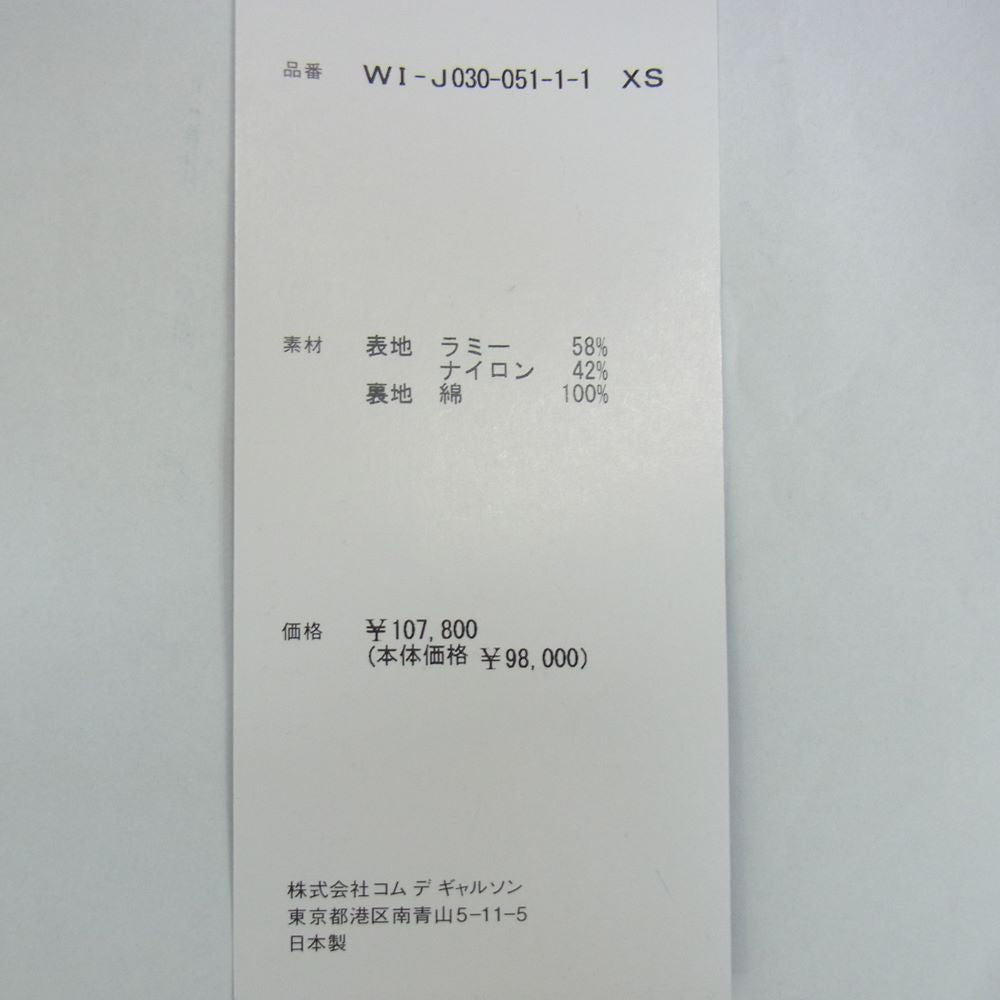 品番 WI-J030-051-1-1 XS
素材 表地 ラミー 58%
ナイロン 42%
裏地 綿 100%
価格 ¥107,800
(本体価格 ¥98,000)
株式会社コム デ ギャルソン
東京都港区南青山5-11-5
日本製